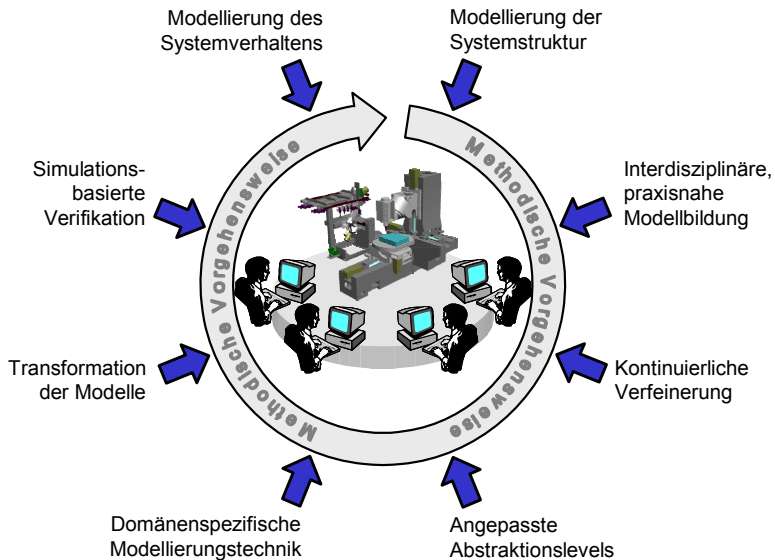 Modellierung des
Systemverhaltens
Modellierung der
Systemstruktur
Simulations-
basierte
Verifikation
Interdisziplinäre,
praxisnahe
Modellbildung
Methodische Vorgehensweise
Methodische Vorgehensweise
Transformation
der Modelle
Kontinuierliche
Verfeinerung
Domänenspezifische
Modellierungstechnik
Angepasste
Abstraktionslevels